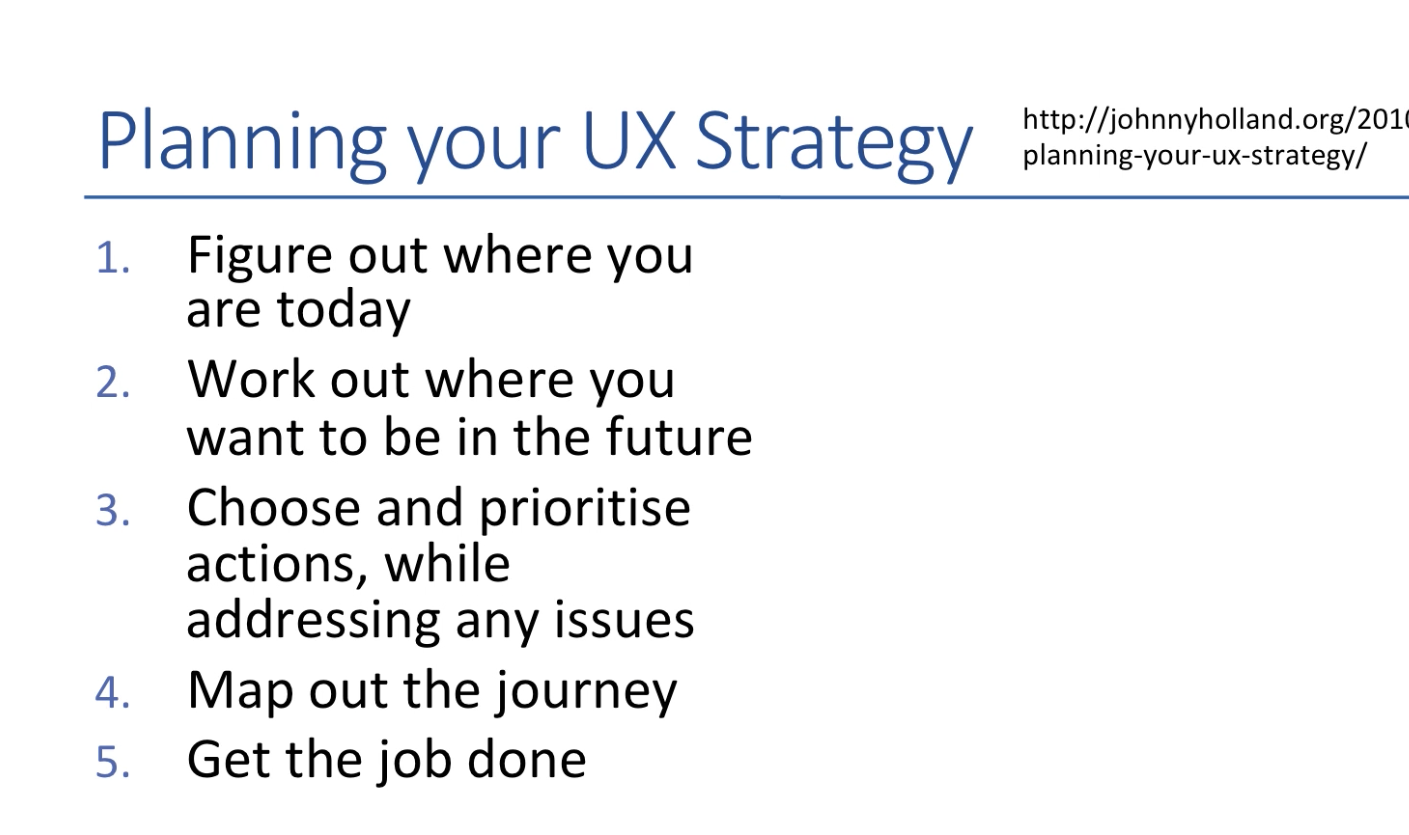 Planning your UX Strategy
http://johnnyholland.org/2010
planning-your-ux-strategy/
1. Figure out where you
are today
2. Work out where you
want to be in the future
3. Choose and prioritise
actions, while
addressing any issues
4. Map out the journey
5. Get the job done